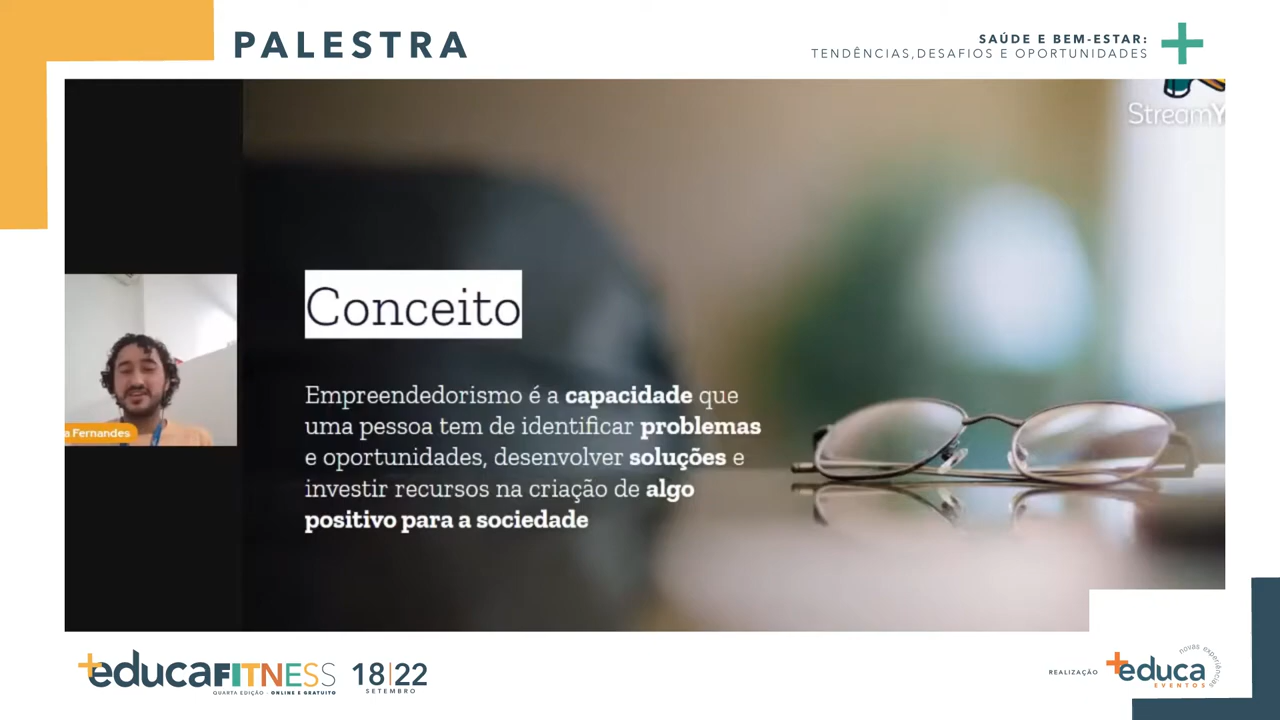 PALESTRA
SAÚDE E BEM-ESTAR:
TENDÊNCIAS,DESAFIOS E OPORTUNIDADES
StreamY
Conceito
Empreendedorismo é a capacidade que
uma pessoa tem de identificar problemas
e oportunidades, desenvolver soluções e
investir recursos na criação de algo
positivo para a sociedade
a Fernandes
+educaFITNESS
QUARTA EDIÇÃO - ONLINE E GRATUITO
18|22
SETEMBRO
REALIZAÇÃO
+educa
EVENTOS
novas experiências